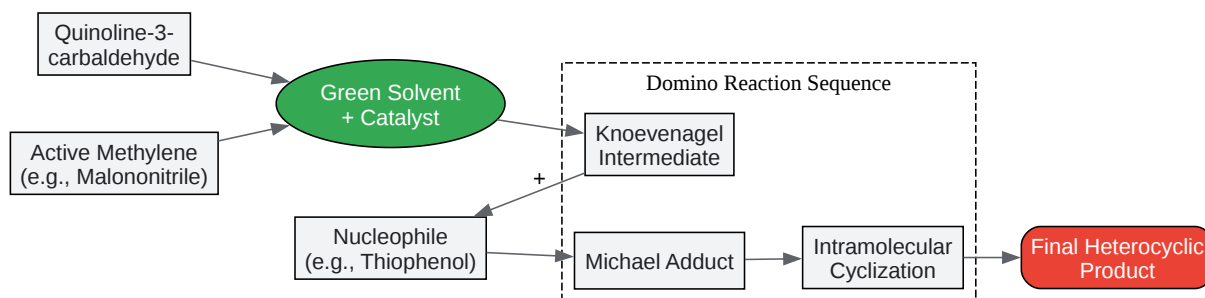 Quinoline-3-
carbaldehyde
Active Methylene
(e.g., Malononitrile)
Green Solvent
+ Catalyst
Domino Reaction Sequence
Knoevenagel
Intermediate
+
Nucleophile
(e.g., Thiophenol)
Michael Adduct
Intramolecular
Cyclization
Final Heterocyclic
Product